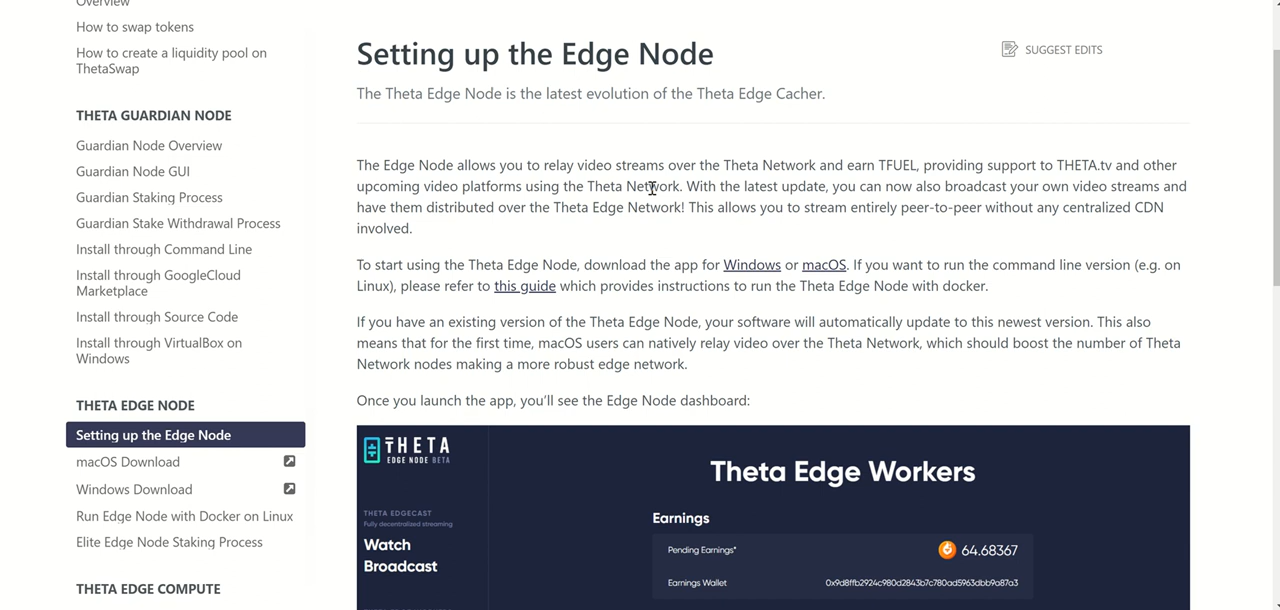 Overview
How to swap tokens
How to create a liquidity pool on
ThetaSwap
THETA GUARDIAN NODE
Guardian Node Overview
Guardian Node GUI
Guardian Staking Process
Guardian Stake Withdrawal Process
Install through Command Line
Install through GoogleCloud
Marketplace
Install through Source Code
Install through VirtualBox on
Windows
THETA EDGE NODE
Setting up the Edge Node
macOS Download
Windows Download
Run Edge Node with Docker on Linux
Elite Edge Node Staking Process
THETA EDGE COMPUTE
Setting up the Edge Node
SUGGEST EDITS
The Theta Edge Node is the latest evolution of the Theta Edge Cacher.
The Edge Node allows you to relay video streams over the Theta Network and earn TFUEL, providing support to THETA.tv and other
upcoming video platforms using the Theta Network. With the latest update, you can now also broadcast your own video streams and
have them distributed over the Theta Edge Network! This allows you to stream entirely peer-to-peer without any centralized CDN
involved.
To start using the Theta Edge Node, download the app for Windows or macOS. If you want to run the command line version (e.g. on
Linux), please refer to this guide which provides instructions to run the Theta Edge Node with docker.
If you have an existing version of the Theta Edge Node, your software will automatically update to this newest version. This also
means that for the first time, macOS users can natively relay video over the Theta Network, which should boost the number of Theta
Network nodes making a more robust edge network.
Once you launch the app, you'll see the Edge Node dashboard:
THETA
EDGE NODE BETA
THETA EDGECAST
Fully decentralized streaming
Watch
Broadcast
Theta Edge Workers
Earnings
Pending Earnings* 64.68367
Earnings Wallet 0x9d8ffb2924c980d2843b7c780ad5963dbb9a87a3